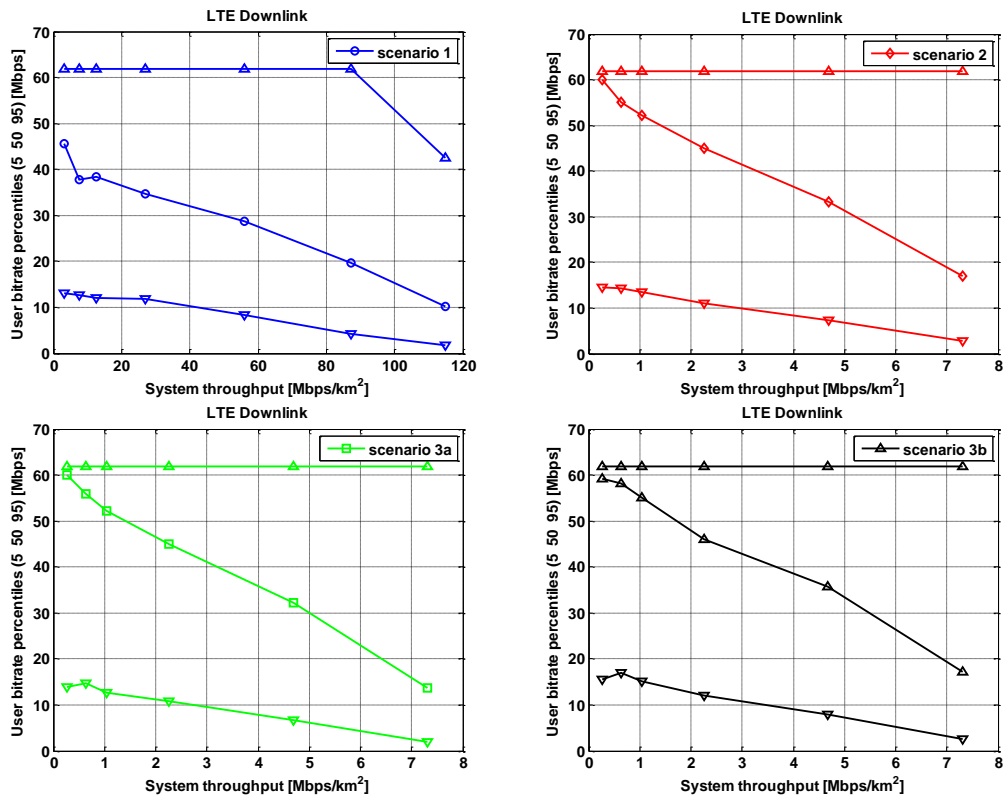 LTE Downlink
scenario 1
User bitrate percentiles (5 50 95) [Mbps]
70
60
50
40
30
20
10
0
0 20 40 60 80 100 120
System throughput [Mbps/km²]
LTE Downlink
scenario 2
User bitrate percentiles (5 50 95) [Mbps]
70
60
50
40
30
20
10
0
0 1 2 3 4 5 6 7 8
System throughput [Mbps/km²]
LTE Downlink
scenario 3a
User bitrate percentiles (5 50 95) [Mbps]
70
60
50
40
30
20
10
0
0 1 2 3 4 5 6 7 8
System throughput [Mbps/km²]
LTE Downlink
scenario 3b
User bitrate percentiles (5 50 95) [Mbps]
70
60
50
40
30
20
10
0
0 1 2 3 4 5 6 7 8
System throughput [Mbps/km²]